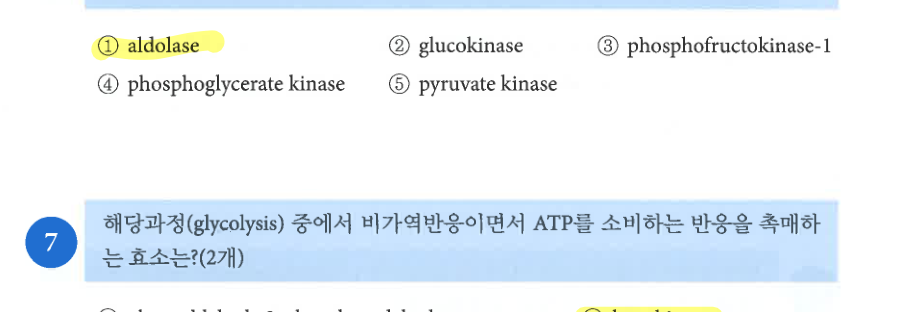 ① aldolase ② glucokinase ③ phosphofructokinase-1
④ phosphoglycerate kinase ⑤ pyruvate kinase
7 해당과정(glycolysis) 중에서 비가역반응이면서 ATP를 소비하는 반응을 촉매하
는 효소는?(2개)